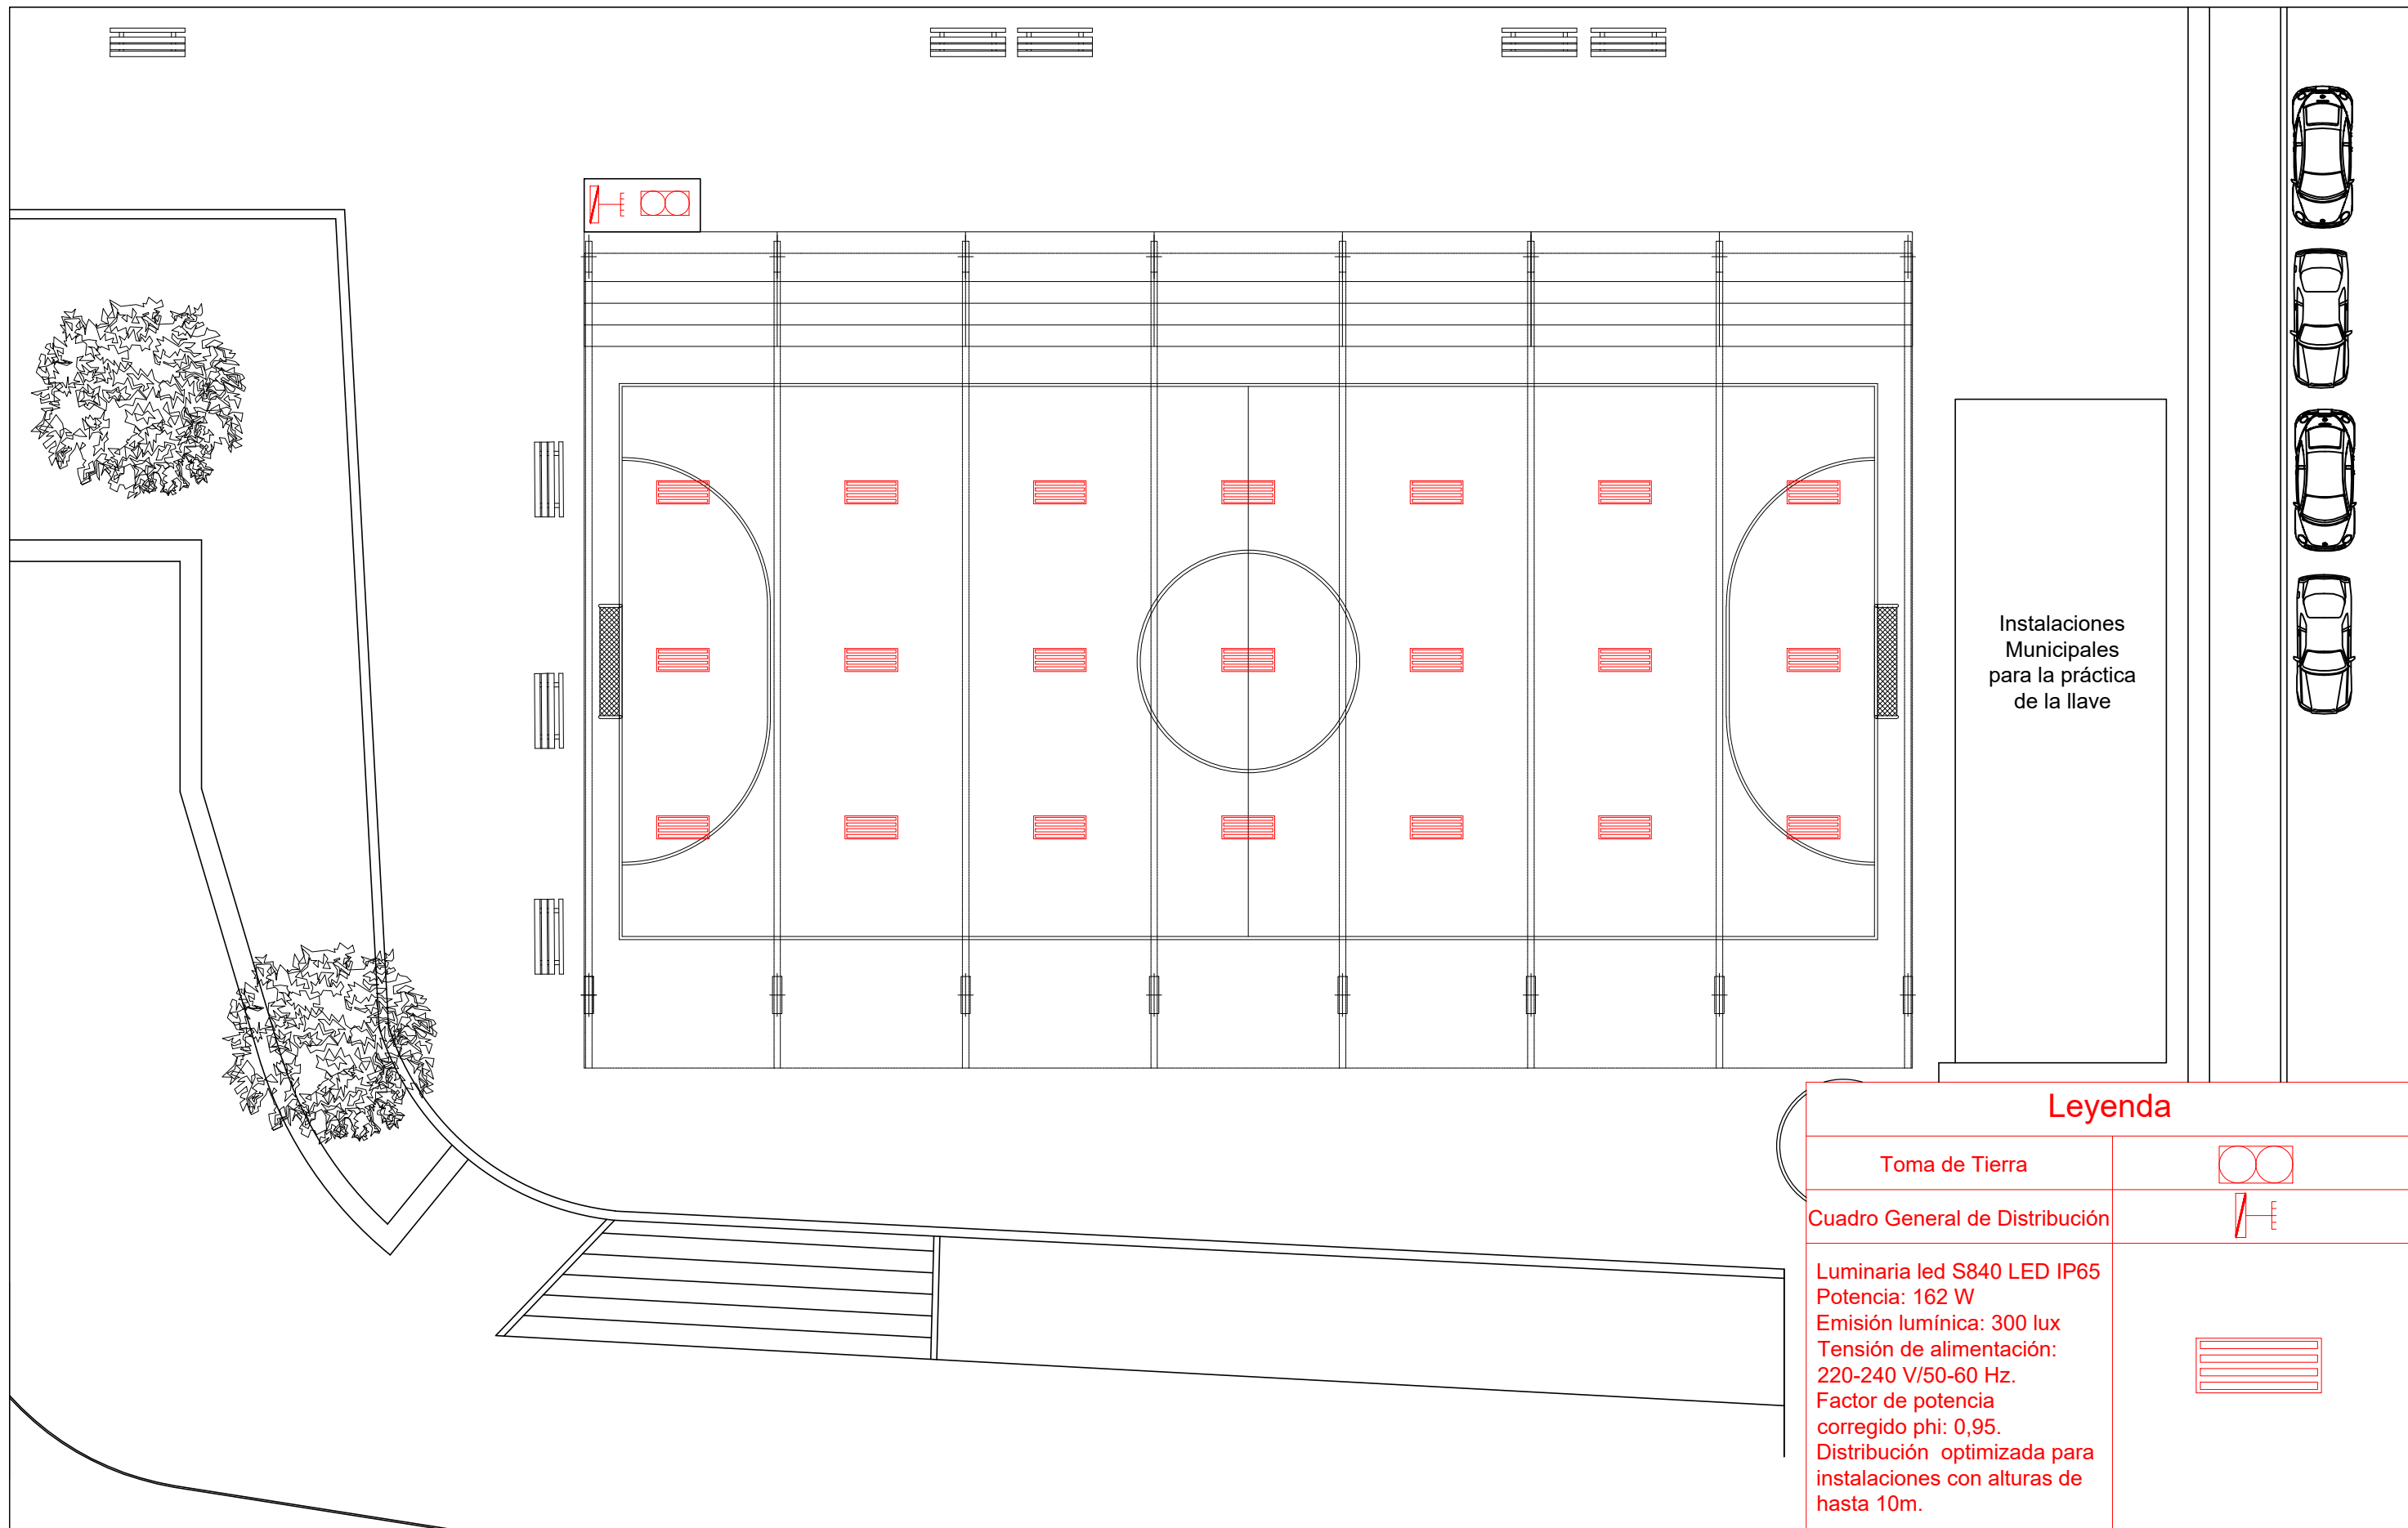 Instalaciones
Municipales
para la práctica
de la llave
Leyenda
Toma de Tierra
Cuadro General de Distribución
Luminaria led S840 LED IP65
Potencia: 162 W
Emisión lumínica: 300 lux
Tensión de alimentación:
220-240 V/50-60 Hz.
Factor de potencia
corregido phi: 0,95.
Distribución optimizada para
instalaciones con alturas de
hasta 10m.